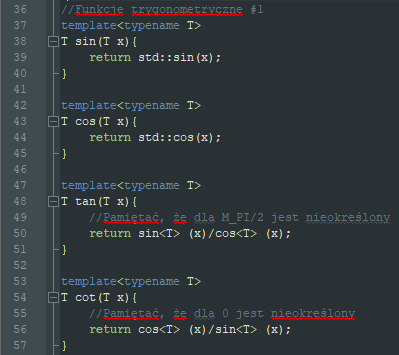 36 //Funkcje trygonometryczne #1
37 template<typename T>
38 T sin(T x){
39 return std::sin(x);
40 }
41
42 template<typename T>
43 T cos(T x){
44 return std::cos(x);
45 }
46
47 template<typename T>
48 T tan(T x){
49 //Pamiętać, że dla M_PI/2 jest nieokreślony
50 return sin<T> (x)/cos<T> (x);
51 }
52
53 template<typename T>
54 T cot(T x){
55 //Pamiętać, że dla 0 jest nieokreślony
56 return cos<T> (x)/sin<T> (x);
57 }